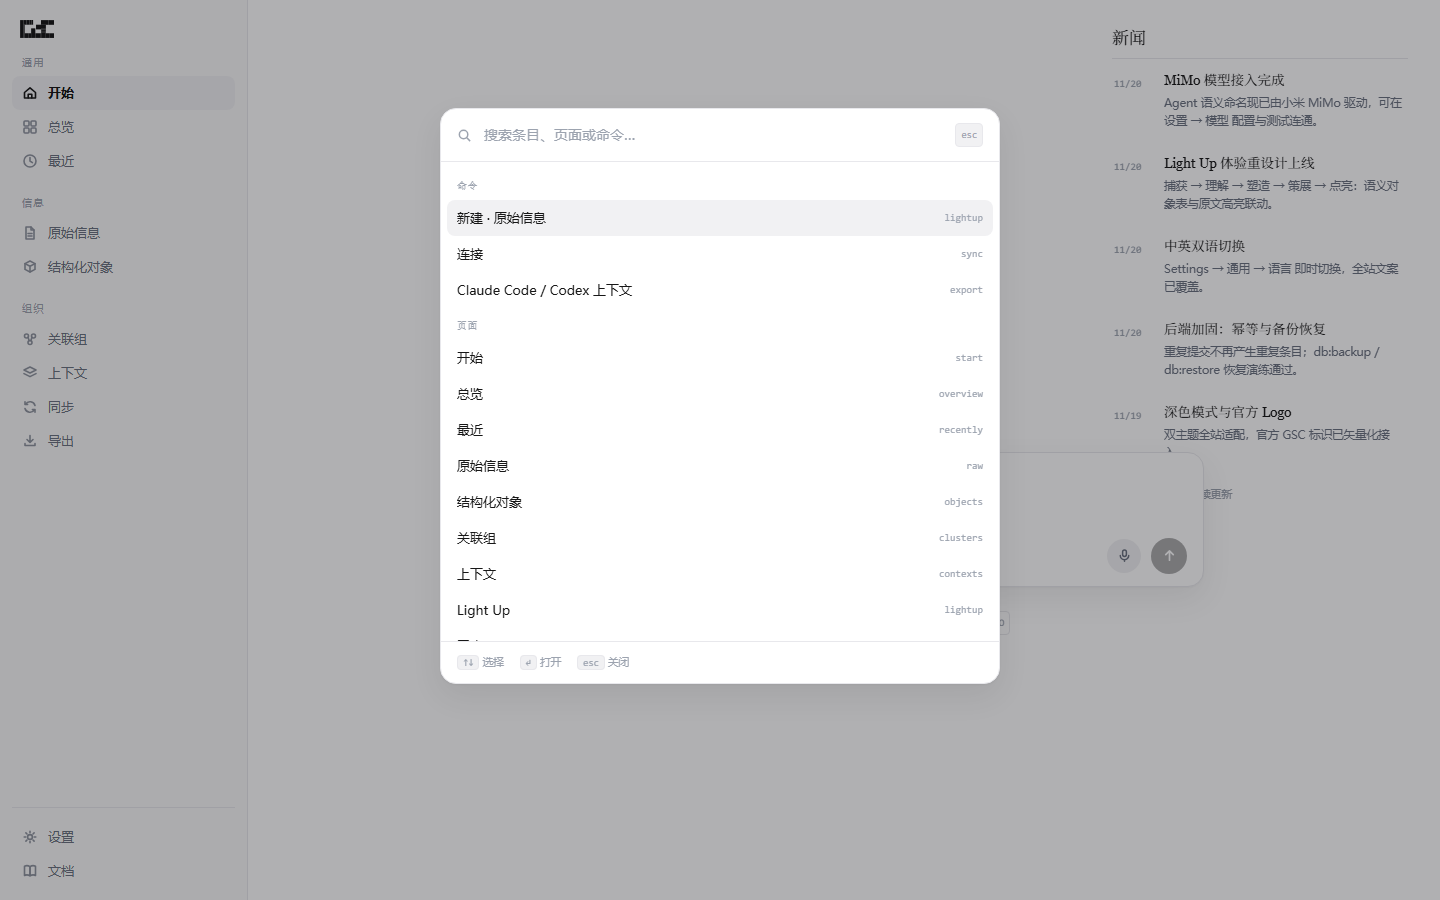 GSC
通用
开始
总览
最近
信息
原始信息
结构化对象
组织
关联组
上下文
同步
导出
设置
文档
搜索条目、页面或命令...
esc
命令
新建 · 原始信息 lightup
连接 sync
Claude Code / Codex 上下文 export
页面
开始 start
总览 overview
最近 recently
原始信息 raw
结构化对象 objects
关联组 clusters
上下文 contexts
Light Up lightup
↑↓ 选择 ↵ 打开 esc 关闭
新闻
11/20 MiMo 模型接入完成
Agent 语义命名现已由小米 MiMo 驱动，可在
设置 → 模型 配置与测试连通。
11/20 Light Up 体验重设计上线
捕获 → 理解 → 塑造 → 策展 → 点亮；语义对
象表与原文高亮联动。
11/20 中英双语切换
Settings → 通用 → 语言 即时切换，全站文案
已覆盖。
11/20 后端加固：幂等与备份恢复
重复提交不再产生重复条目；db:backup /
db:restore 恢复演练通过。
11/19 深色模式与官方 Logo
双主题全站适配，官方 GSC 标识已矢量化接
续更新